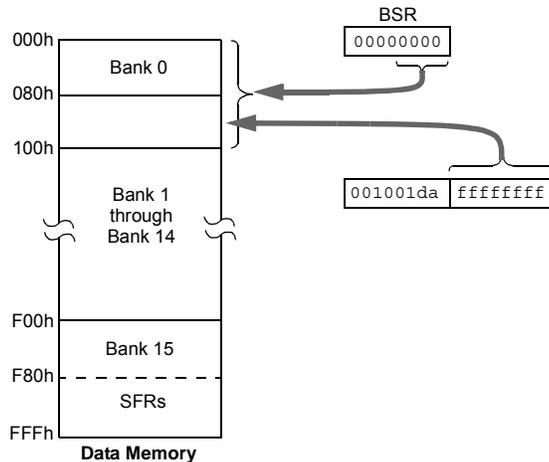 BSR
000h
00000000
Bank 0
080h
100h
001001da ffffffff
Bank 1
through
Bank 14
F00h
Bank 15
F80h
SFRs
FFFh
Data Memory